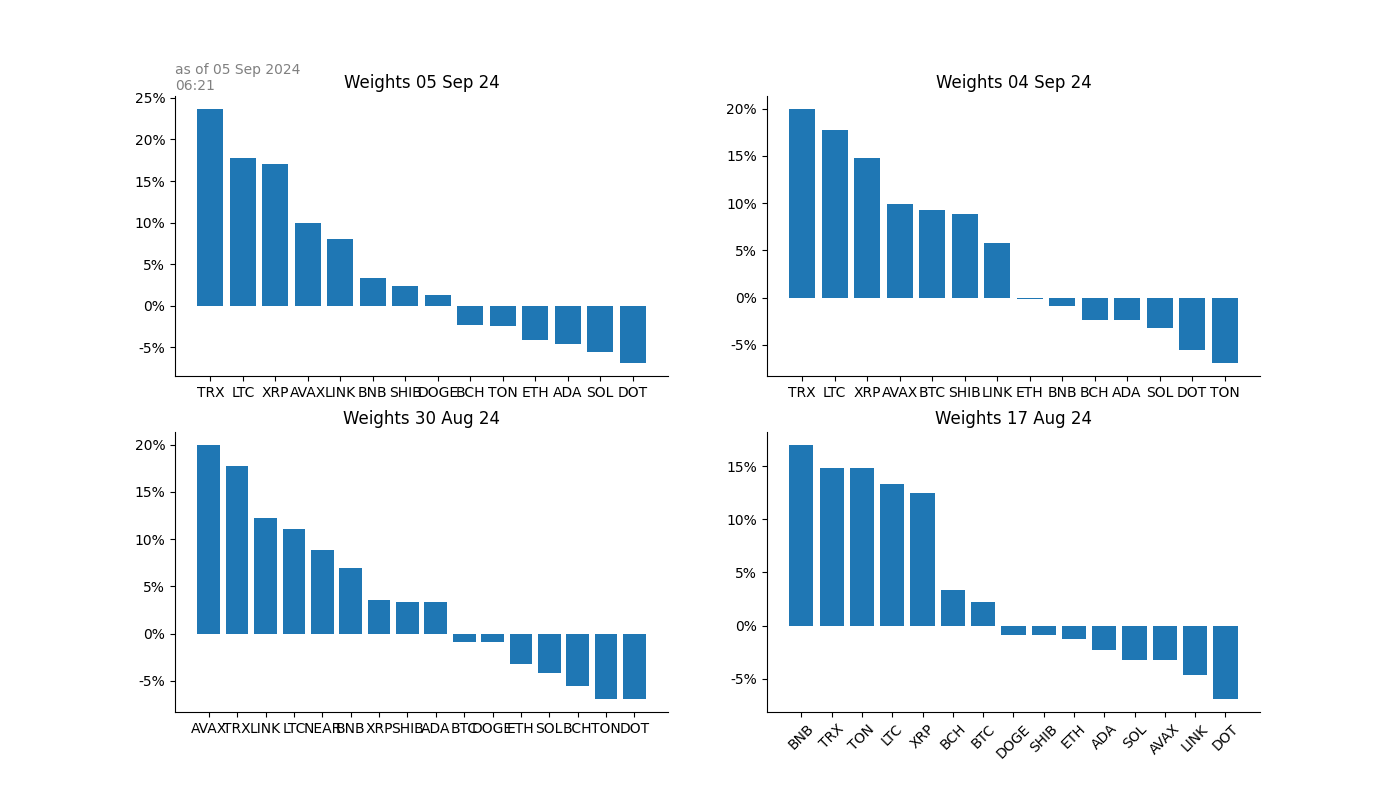 as of 05 Sep 2024
06:21
Weights 05 Sep 24
25%
20%
15%
10%
5%
0%
-5%
TRX LTC XRP AVAX LINK BNB SHIB DOGE BCH TON ETH ADA SOL DOT
Weights 04 Sep 24
20%
15%
10%
5%
0%
-5%
TRX LTC XRP AVAX BTC SHIB LINK ETH BNB BCH ADA SOL DOT TON
Weights 30 Aug 24
20%
15%
10%
5%
0%
-5%
AVAX TRX LINK LTC NEAR BNB XRP SHIB ADA BTC DOGE ETH SOL BCH TON DOT
Weights 17 Aug 24
15%
10%
5%
0%
-5%
BNB TRX TON LTC XRP BCH BTC DOGE SHIB ETH ADA SOL AVAX LINK DOT